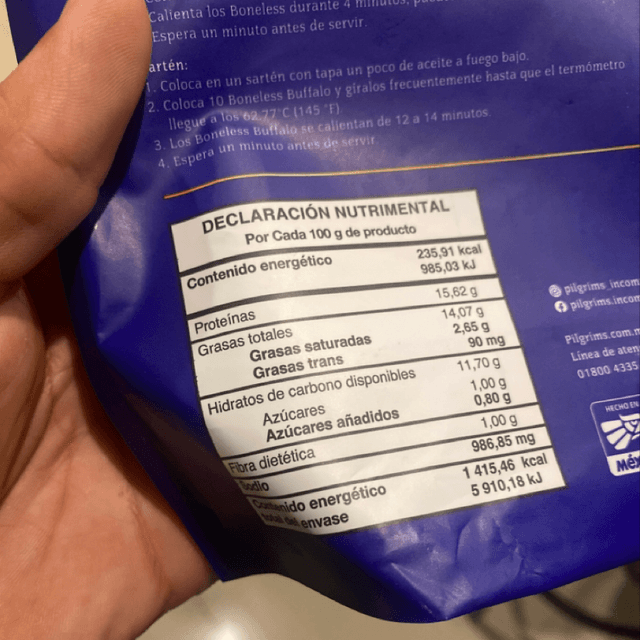 Calienta los Boneless durante 4 minutos,
Espera un minuto antes de servir.
artén:
1. Coloca en un sartén con tapa un poco de aceite a fuego bajo.
2. Coloca 10 Boneless Buffalo y gíralos frecuentemente hasta que el termómetro
llegue a los 62.77°C (145 °F)
3. Los Boneless Buffalo se calientan de 12 a 14 minutos.
4. Espera un minuto antes de servir.
DECLARACIÓN NUTRIMENTAL
Por Cada 100 g de producto
Contenido energético 235,91 kcal
985,03 kJ
Proteínas 15,62 g
Grasas totales 14,07 g
Grasas saturadas 2,65 g
Grasas trans 90 mg
Hidratos de carbono disponibles 11,70 g
Azúcares 1,00 g
Azúcares añadidos 0,80 g
Fibra dietética 1,00 g
Sodio 986,85 mg
Contenido energético 1 415,46 kcal
total del envase 5 910,18 kJ
pilgrims_incom
pilgrims.incom
Pilgrims.com.m
Línea de aten
01800 4335
HECHO EN
Méx